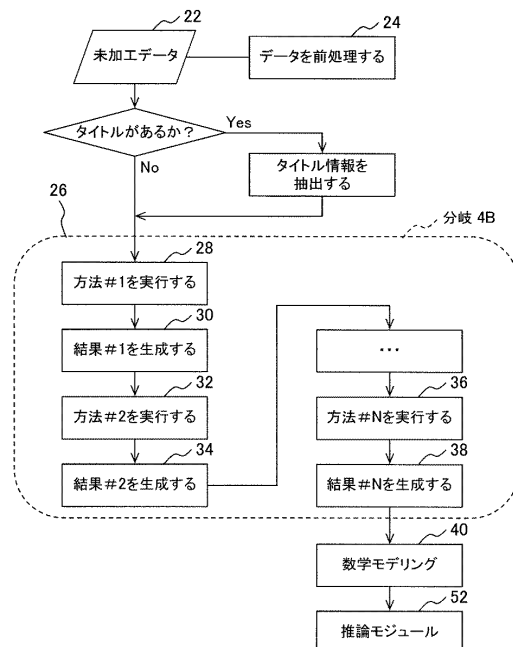 22
未加工データ
24
データを前処理する
タイトルがあるか？
Yes
No
タイトル情報を
抽出する
26
分岐 4B
28
方法＃1を実行する
30
結果＃1を生成する
32
方法＃2を実行する
34
結果＃2を生成する
…
36
方法＃Nを実行する
38
結果＃Nを生成する
40
数学モデリング
52
推論モジュール